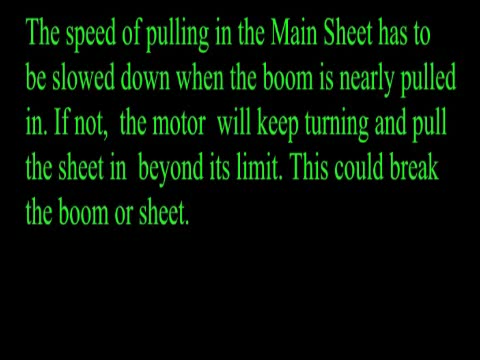 The speed of pulling in the Main Sheet has to
be slowed down when the boom is nearly pulled
in. If not,  the motor  will keep turning and pull
the sheet in  beyond its limit. This could break
the boom or sheet.